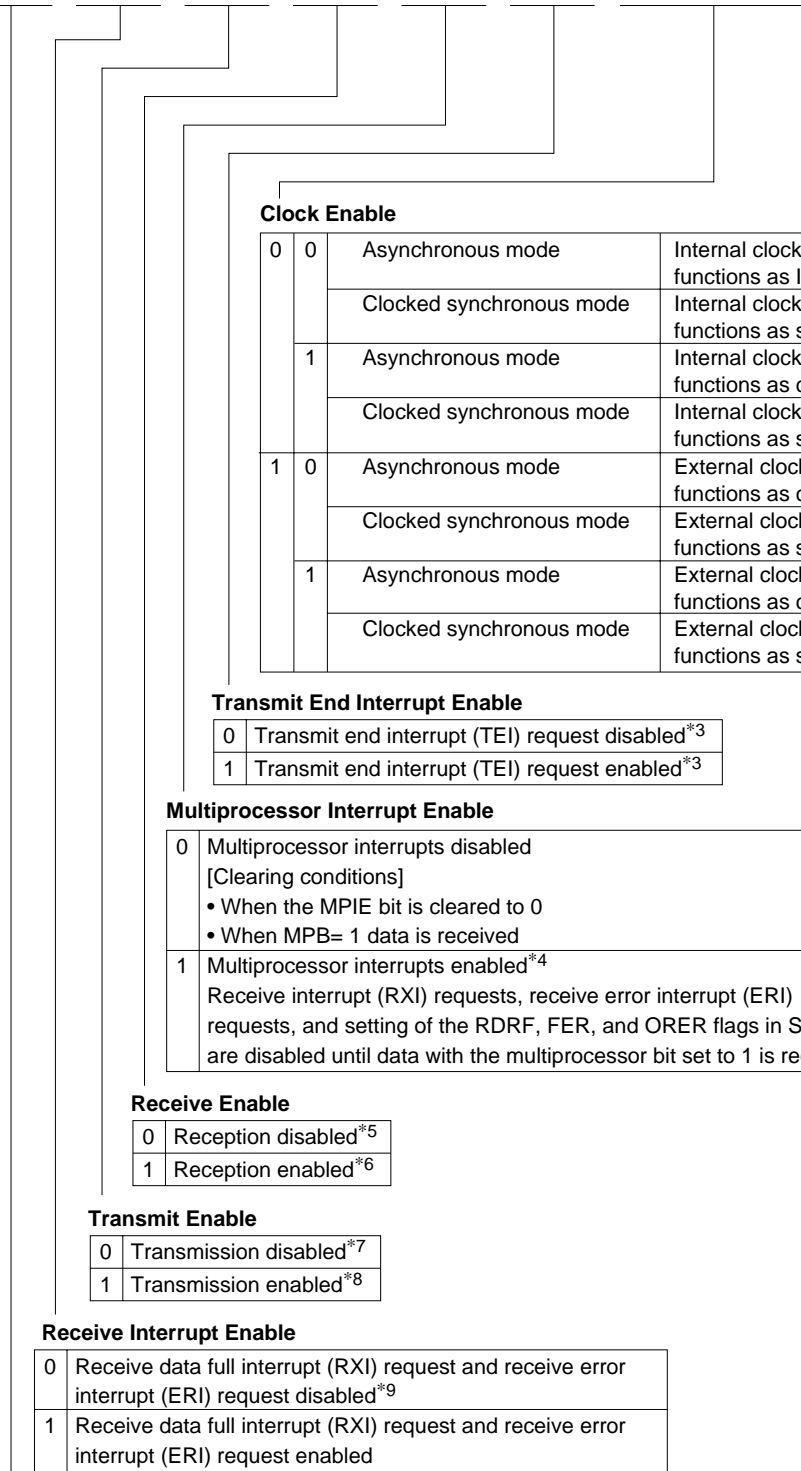 Clock Enable
0 0 Asynchronous mode Internal clock
functions as
Clocked synchronous mode Internal clock
functions as
1 Asynchronous mode Internal clock
functions as
Clocked synchronous mode Internal clock
functions as
1 0 Asynchronous mode External
functions as
Clocked synchronous mode External
functions as
1 Asynchronous mode External
functions as
Clocked synchronous mode External
functions as
Transmit End Interrupt Enable
0 Transmit end interrupt (TEI) request disabled*3
1 Transmit end interrupt (TEI) request enabled*3
Multiprocessor Interrupt Enable
0 Multiprocessor interrupts disabled
[Clearing conditions]
• When the MPIE bit is cleared to 0
• When MPB= 1 data is received
1 Multiprocessor interrupts enabled*4
Receive interrupt (RXI) requests, receive error interrupt (ERI)
requests, and setting of the RDRF, FER, and ORER flags in
are disabled until data with the multiprocessor bit set to 1 is
Receive Enable
0 Reception disabled*5
1 Reception enabled*6
Transmit Enable
0 Transmission disabled*7
1 Transmission enabled*8
Receive Interrupt Enable
0 Receive data full interrupt (RXI) request and receive error
interrupt (ERI) request disabled*9
1 Receive data full interrupt (RXI) request and receive error
interrupt (ERI) request enabled